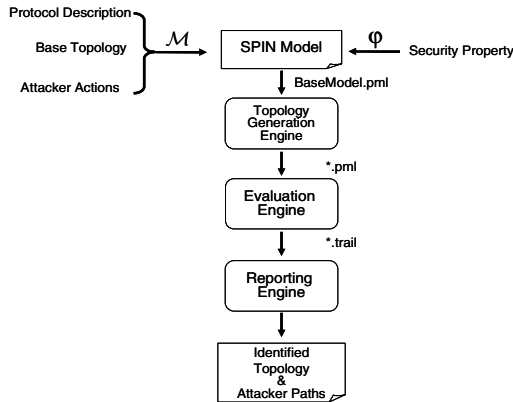 Protocol Description
Base Topology
Attacker Actions
ℳ
SPIN Model
φ
Security Property
BaseModel.pml
Topology
Generation
Engine
*.pml
Evaluation
Engine
*.trail
Reporting
Engine
Identified
Topology
&
Attacker Paths